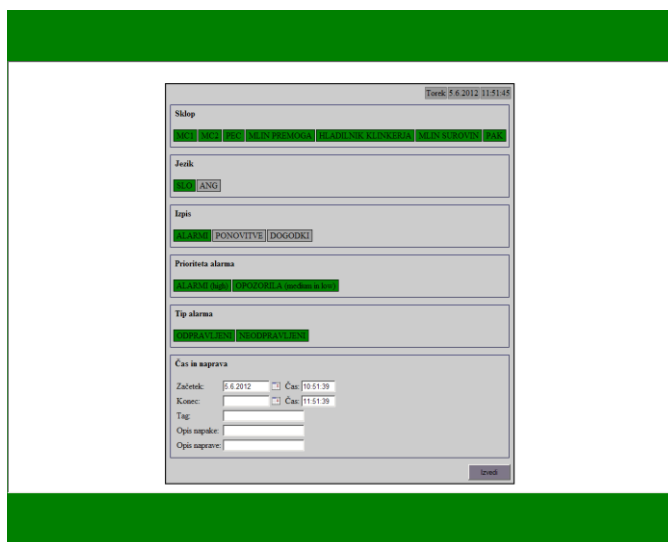 Torek 5.6.2012 11:51:45
Sklop
MC1 MC2 PEC MLIN PREMOGA HLADILNIK KLINKERJA MLIN SUROVIN PAK
Jezik
SLO ANG
Izpis
ALARMI PONOVITVE DOGODKI
Prioriteta alarma
ALARMI (high) OPOZORILA (medium in low)
Tip alarma
ODPRAVLJENI NEODPRAVLJENI
Čas in naprava
Začetek: 5.6.2012 Čas: 10:51:39
Konec: Čas: 11:51:39
Tag:
Opis napake:
Opis naprave:
Izvedi